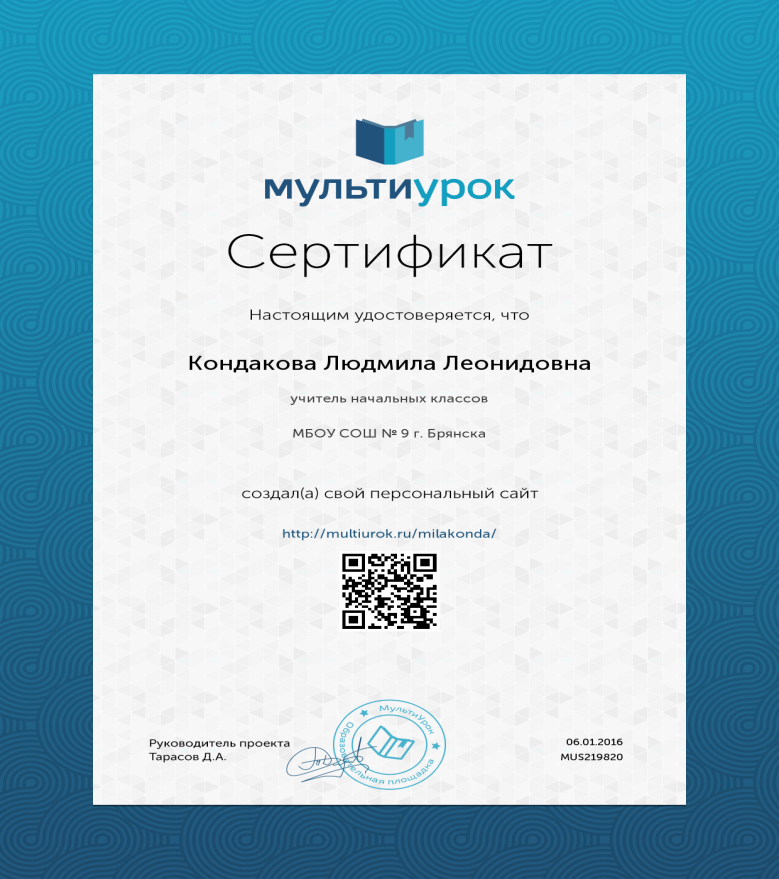 мультиурок
Сертификат
Настоящим удостоверяется, что
Кондакова Людмила Леонидовна
учитель начальных классов
МБОУ СОШ № 9 г. Брянска
создал(а) свой персональный сайт
http://multiurok.ru/milakonda/
Руководитель проекта
Тарасов Д.А.
МультиУрок
Образовательная площадка
06.01.2016
MUS219820